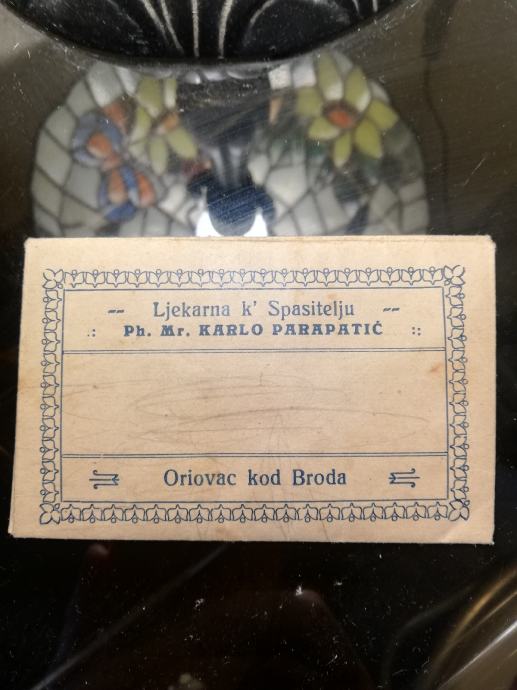 Ljekarna k' Spasitelju
Ph. Mr. KARLO PARAPATIĆ
Oriovac kod Broda